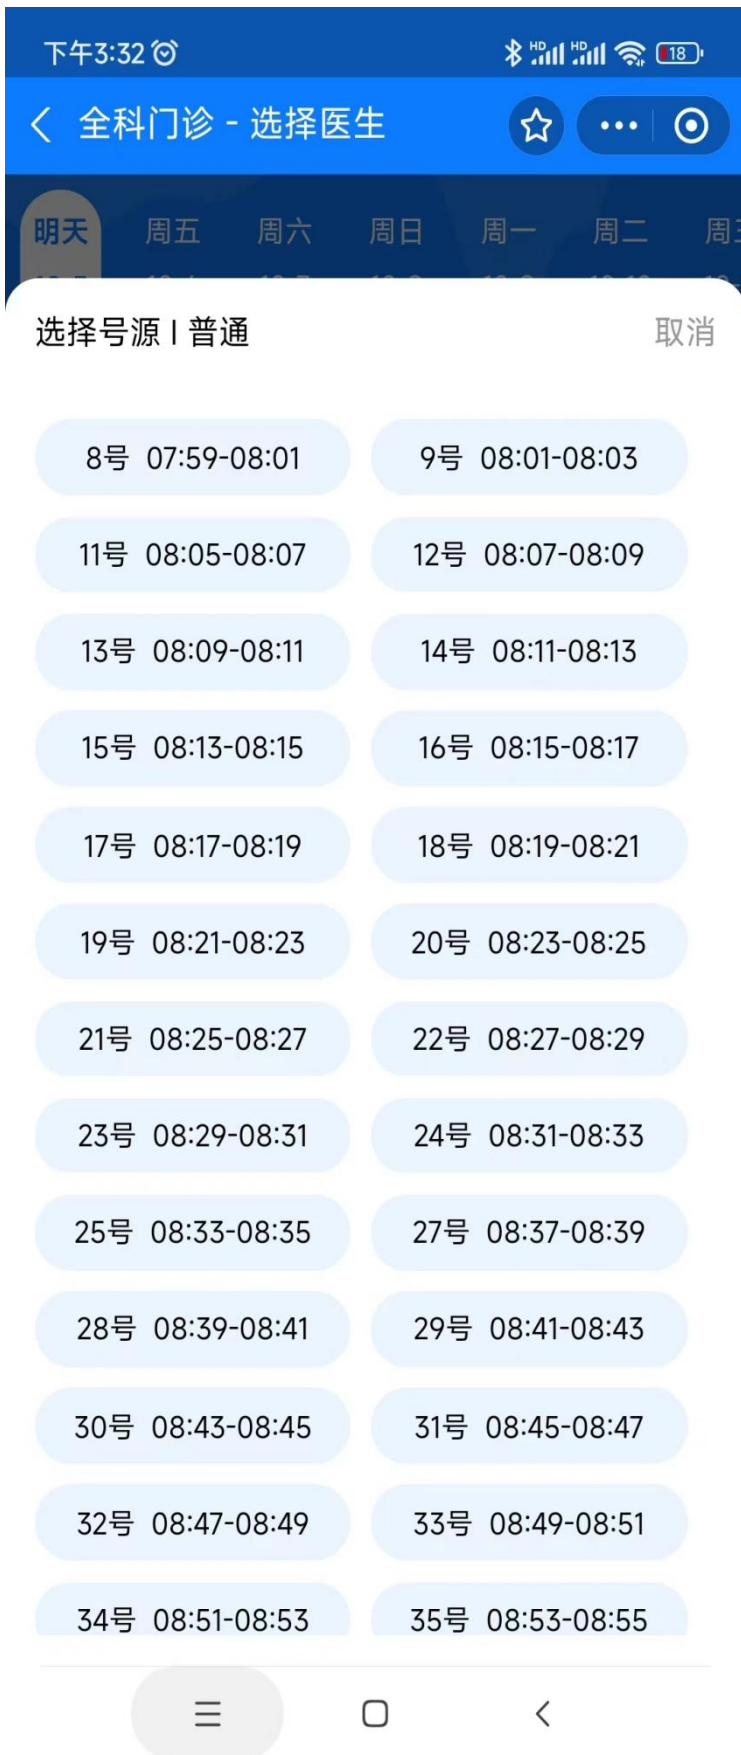 下午3:32
HD HD 18
全科门诊 - 选择医生
明天 周五 周六 周日 周一 周二 周三
选择号源 | 普通 取消
8号 07:59-08:01 9号 08:01-08:03
11号 08:05-08:07 12号 08:07-08:09
13号 08:09-08:11 14号 08:11-08:13
15号 08:13-08:15 16号 08:15-08:17
17号 08:17-08:19 18号 08:19-08:21
19号 08:21-08:23 20号 08:23-08:25
21号 08:25-08:27 22号 08:27-08:29
23号 08:29-08:31 24号 08:31-08:33
25号 08:33-08:35 27号 08:37-08:39
28号 08:39-08:41 29号 08:41-08:43
30号 08:43-08:45 31号 08:45-08:47
32号 08:47-08:49 33号 08:49-08:51
34号 08:51-08:53 35号 08:53-08:55